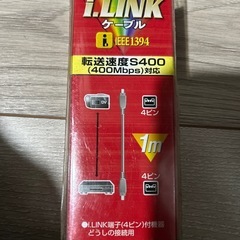 i.LINK
ケーブル
i IEEE1394
転送速度S400
(400Mbps)対応
4ピン
1m
4ピン
●i.LINK端子(4ピン)付機器
どうしの接続用